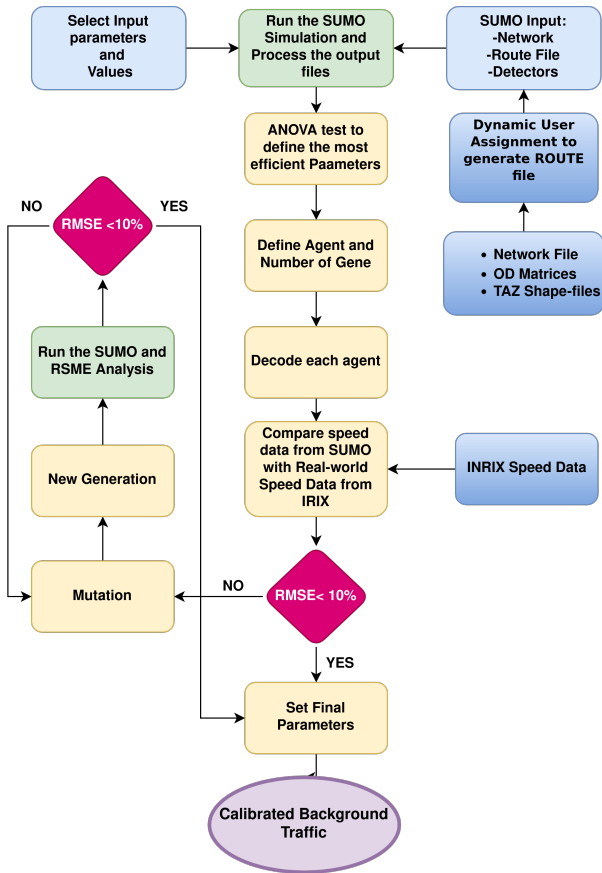 Select Input
parameters
and
Values
Run the SUMO
Simulation and
Process the output
files
SUMO Input:
-Network
-Route File
-Detectors
ANOVA test to
define the most
efficient Paameters
Dynamic User
Assignment to
generate ROUTE
file
NO
RMSE <10%
YES
Define Agent and
Number of Gene
• Network File
• OD Matrices
• TAZ Shape-files
Run the SUMO and
RSME Analysis
Decode each agent
Compare speed
data from SUMO
with Real-world
Speed Data from
IRIX
INRIX Speed Data
New Generation
Mutation
NO
RMSE< 10%
YES
Set Final
Parameters
Calibrated Background
Traffic